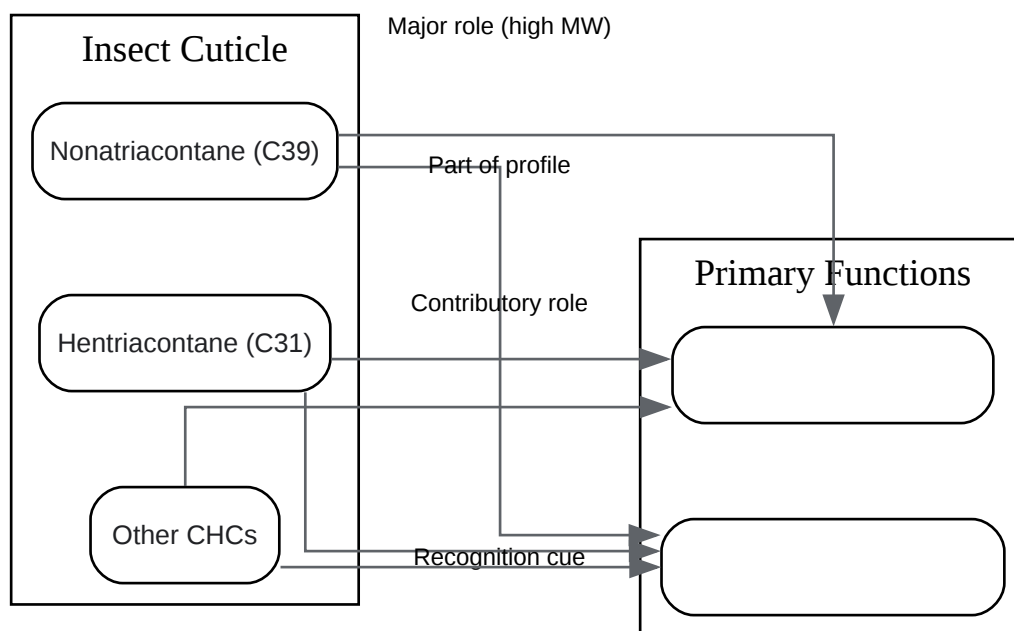 Major role (high MW)
Insect Cuticle
Nonatriacontane (C39)
Part of profile
Primary Functions
Contributory role
Hentriacontane (C31)
Other CHCs
Recognition cue